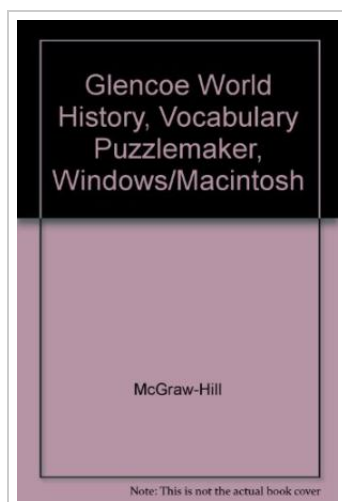 Glencoe World
History, Vocabulary
Puzzlemaker,
Windows/Macintosh
McGraw-Hill
Note: This is not the actual book cover